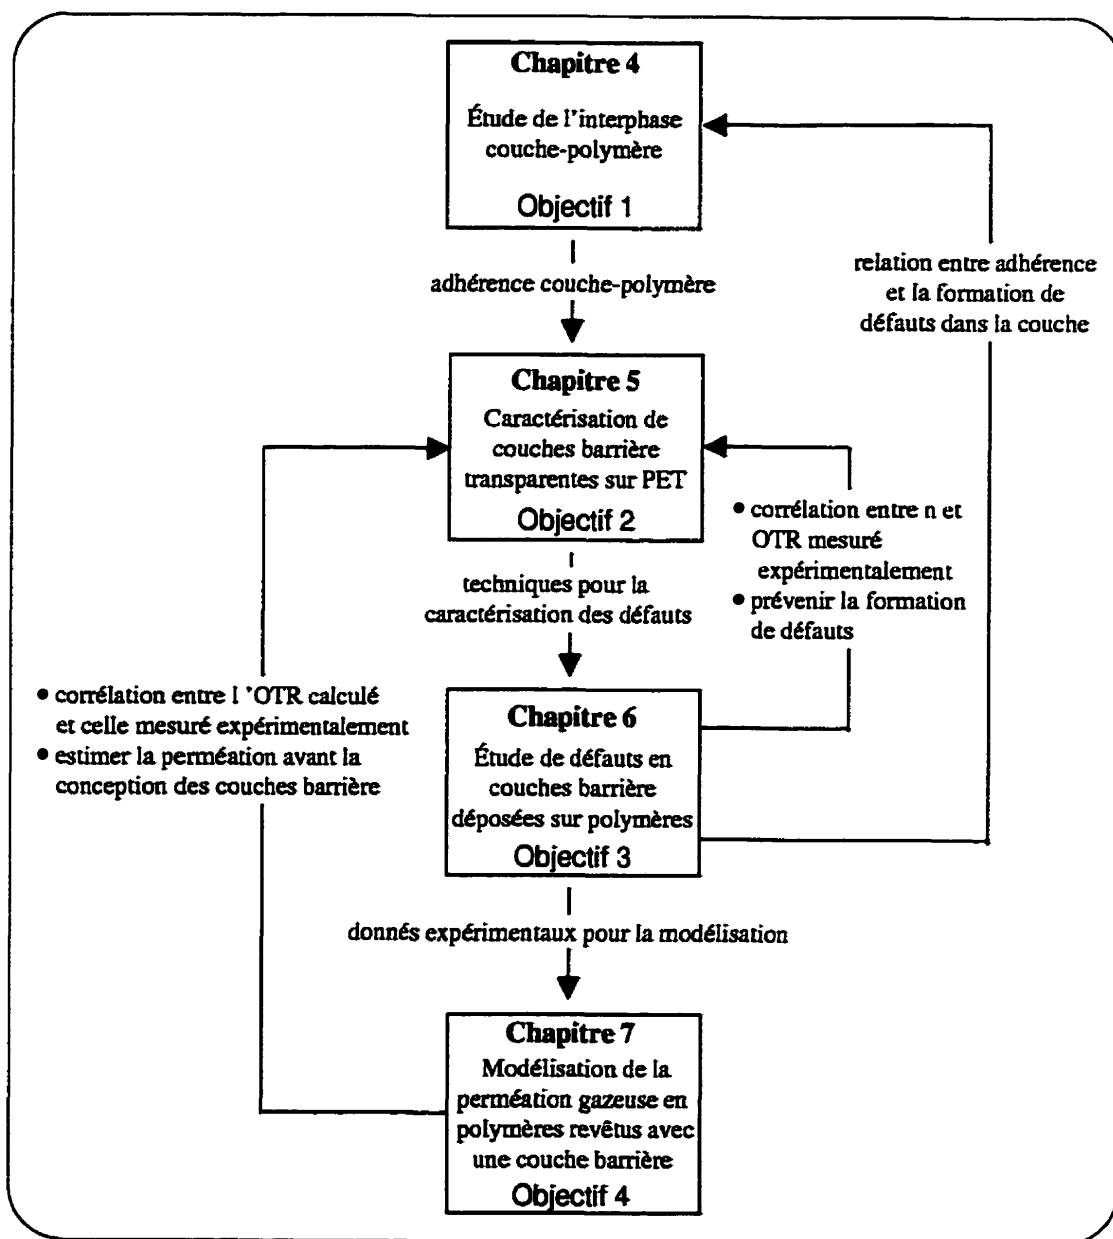 Chapitre 4
Étude de l'interphase
couche-polymère
Objectif 1
adhérence couche-polymère
relation entre adhérence
et la formation de
défauts dans la couche
Chapitre 5
Caractérisation de
couches barrière
transparentes sur PET
Objectif 2
• corrélation entre n et
OTR mesuré
expérimentalement
• prévenir la formation
de défauts
techniques pour la
caractérisation des défauts
• corrélation entre l 'OTR calculé
et celle mesuré expérimentalement
• estimer la perméation avant la
conception des couches barrière
Chapitre 6
Étude de défauts en
couches barrière
déposées sur polymères
Objectif 3
donnés expérimentaux pour la modélisation
Chapitre 7
Modélisation de la
perméation gazeuse en
polymères revêtus avec
une couche barrière
Objectif 4